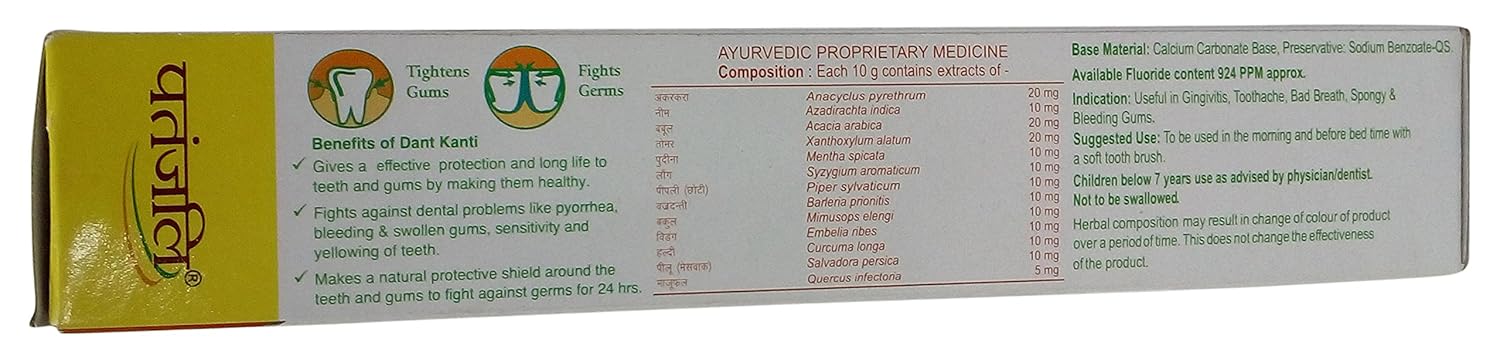 पतंजलि®
Tightens
Gums
Fights
Germs
Benefits of Dant Kanti
✓ Gives a effective protection and long life to
teeth and gums by making them healthy.
✓ Fights against dental problems like pyorrhea,
bleeding & swollen gums, sensitivity and
yellowing of teeth.
✓ Makes a natural protective shield around the
teeth and gums to fight against germs for 24 hrs.
AYURVEDIC PROPRIETARY MEDICINE
Composition : Each 10 g contains extracts of -
अकरकरा Anacyclus pyrethrum 20 mg
नीम Azadirachta indica 10 mg
बबूल Acacia arabica 20 mg
तोमर Xanthoxylum alatum 20 mg
पुदीना Mentha spicata 10 mg
लौंग Syzygium aromaticum 10 mg
पीपली (छोटी) Piper sylvaticum 10 mg
वज्रदन्ती Barleria prionitis 10 mg
बकुल Mimusops elengi 10 mg
विडंग Embelia ribes 10 mg
हल्दी Curcuma longa 10 mg
पीलू (मेसवाक) Salvadora persica 10 mg
माजूफल Quercus infectoria 5 mg
Base Material: Calcium Carbonate Base, Preservative: Sodium Benzoate-QS.
Available Fluoride content 924 PPM approx.
Indication: Useful in Gingivitis, Toothache, Bad Breath, Spongy &
Bleeding Gums.
Suggested Use: To be used in the morning and before bed time with
a soft tooth brush.
Children below 7 years use as advised by physician/dentist.
Not to be swallowed.
Herbal composition may result in change of colour of product
over a period of time. This does not change the effectiveness
of the product.